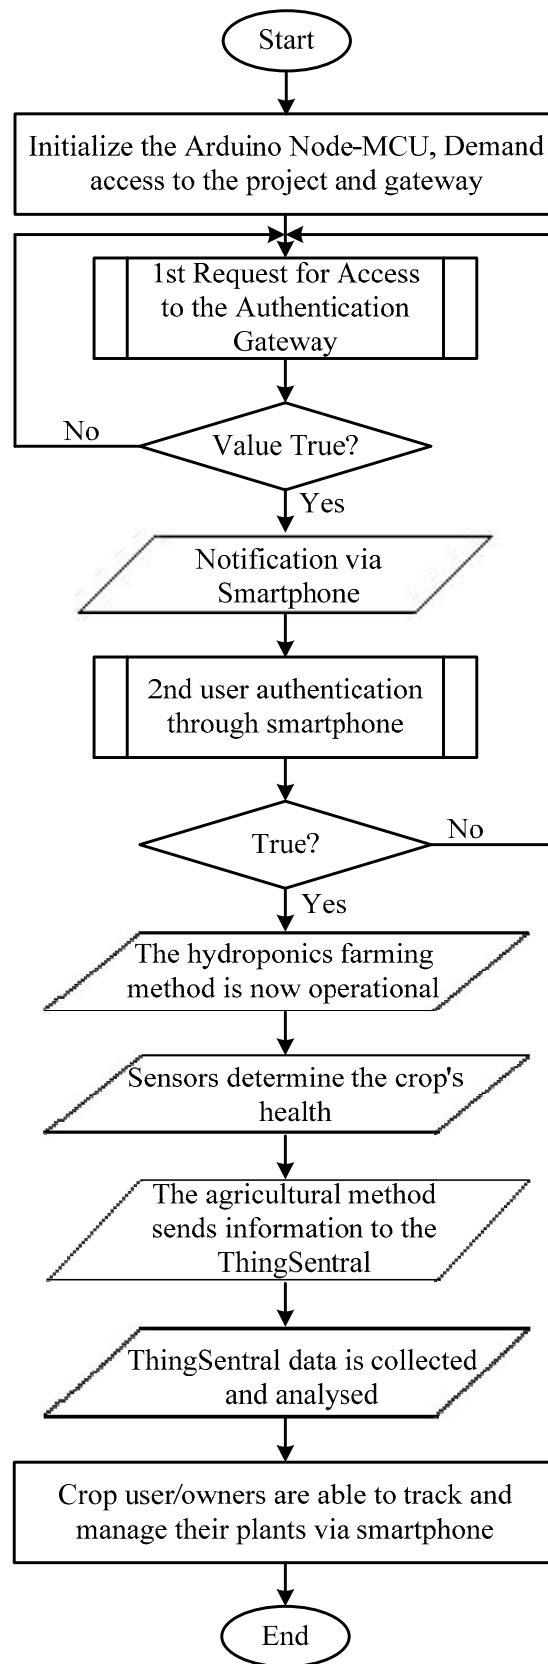 Start
Initialize the Arduino Node-MCU, Demand
access to the project and gateway
1st Request for Access
to the Authentication
Gateway
No
Value True?
Yes
Notification via
Smartphone
2nd user authentication
through smartphone
No
True?
Yes
The hydroponics farming
method is now operational
Sensors determine the crop's
health
The agricultural method
sends information to the
ThingSentral
ThingSentral data is collected
and analysed
Crop user/owners are able to track and
manage their plants via smartphone
End